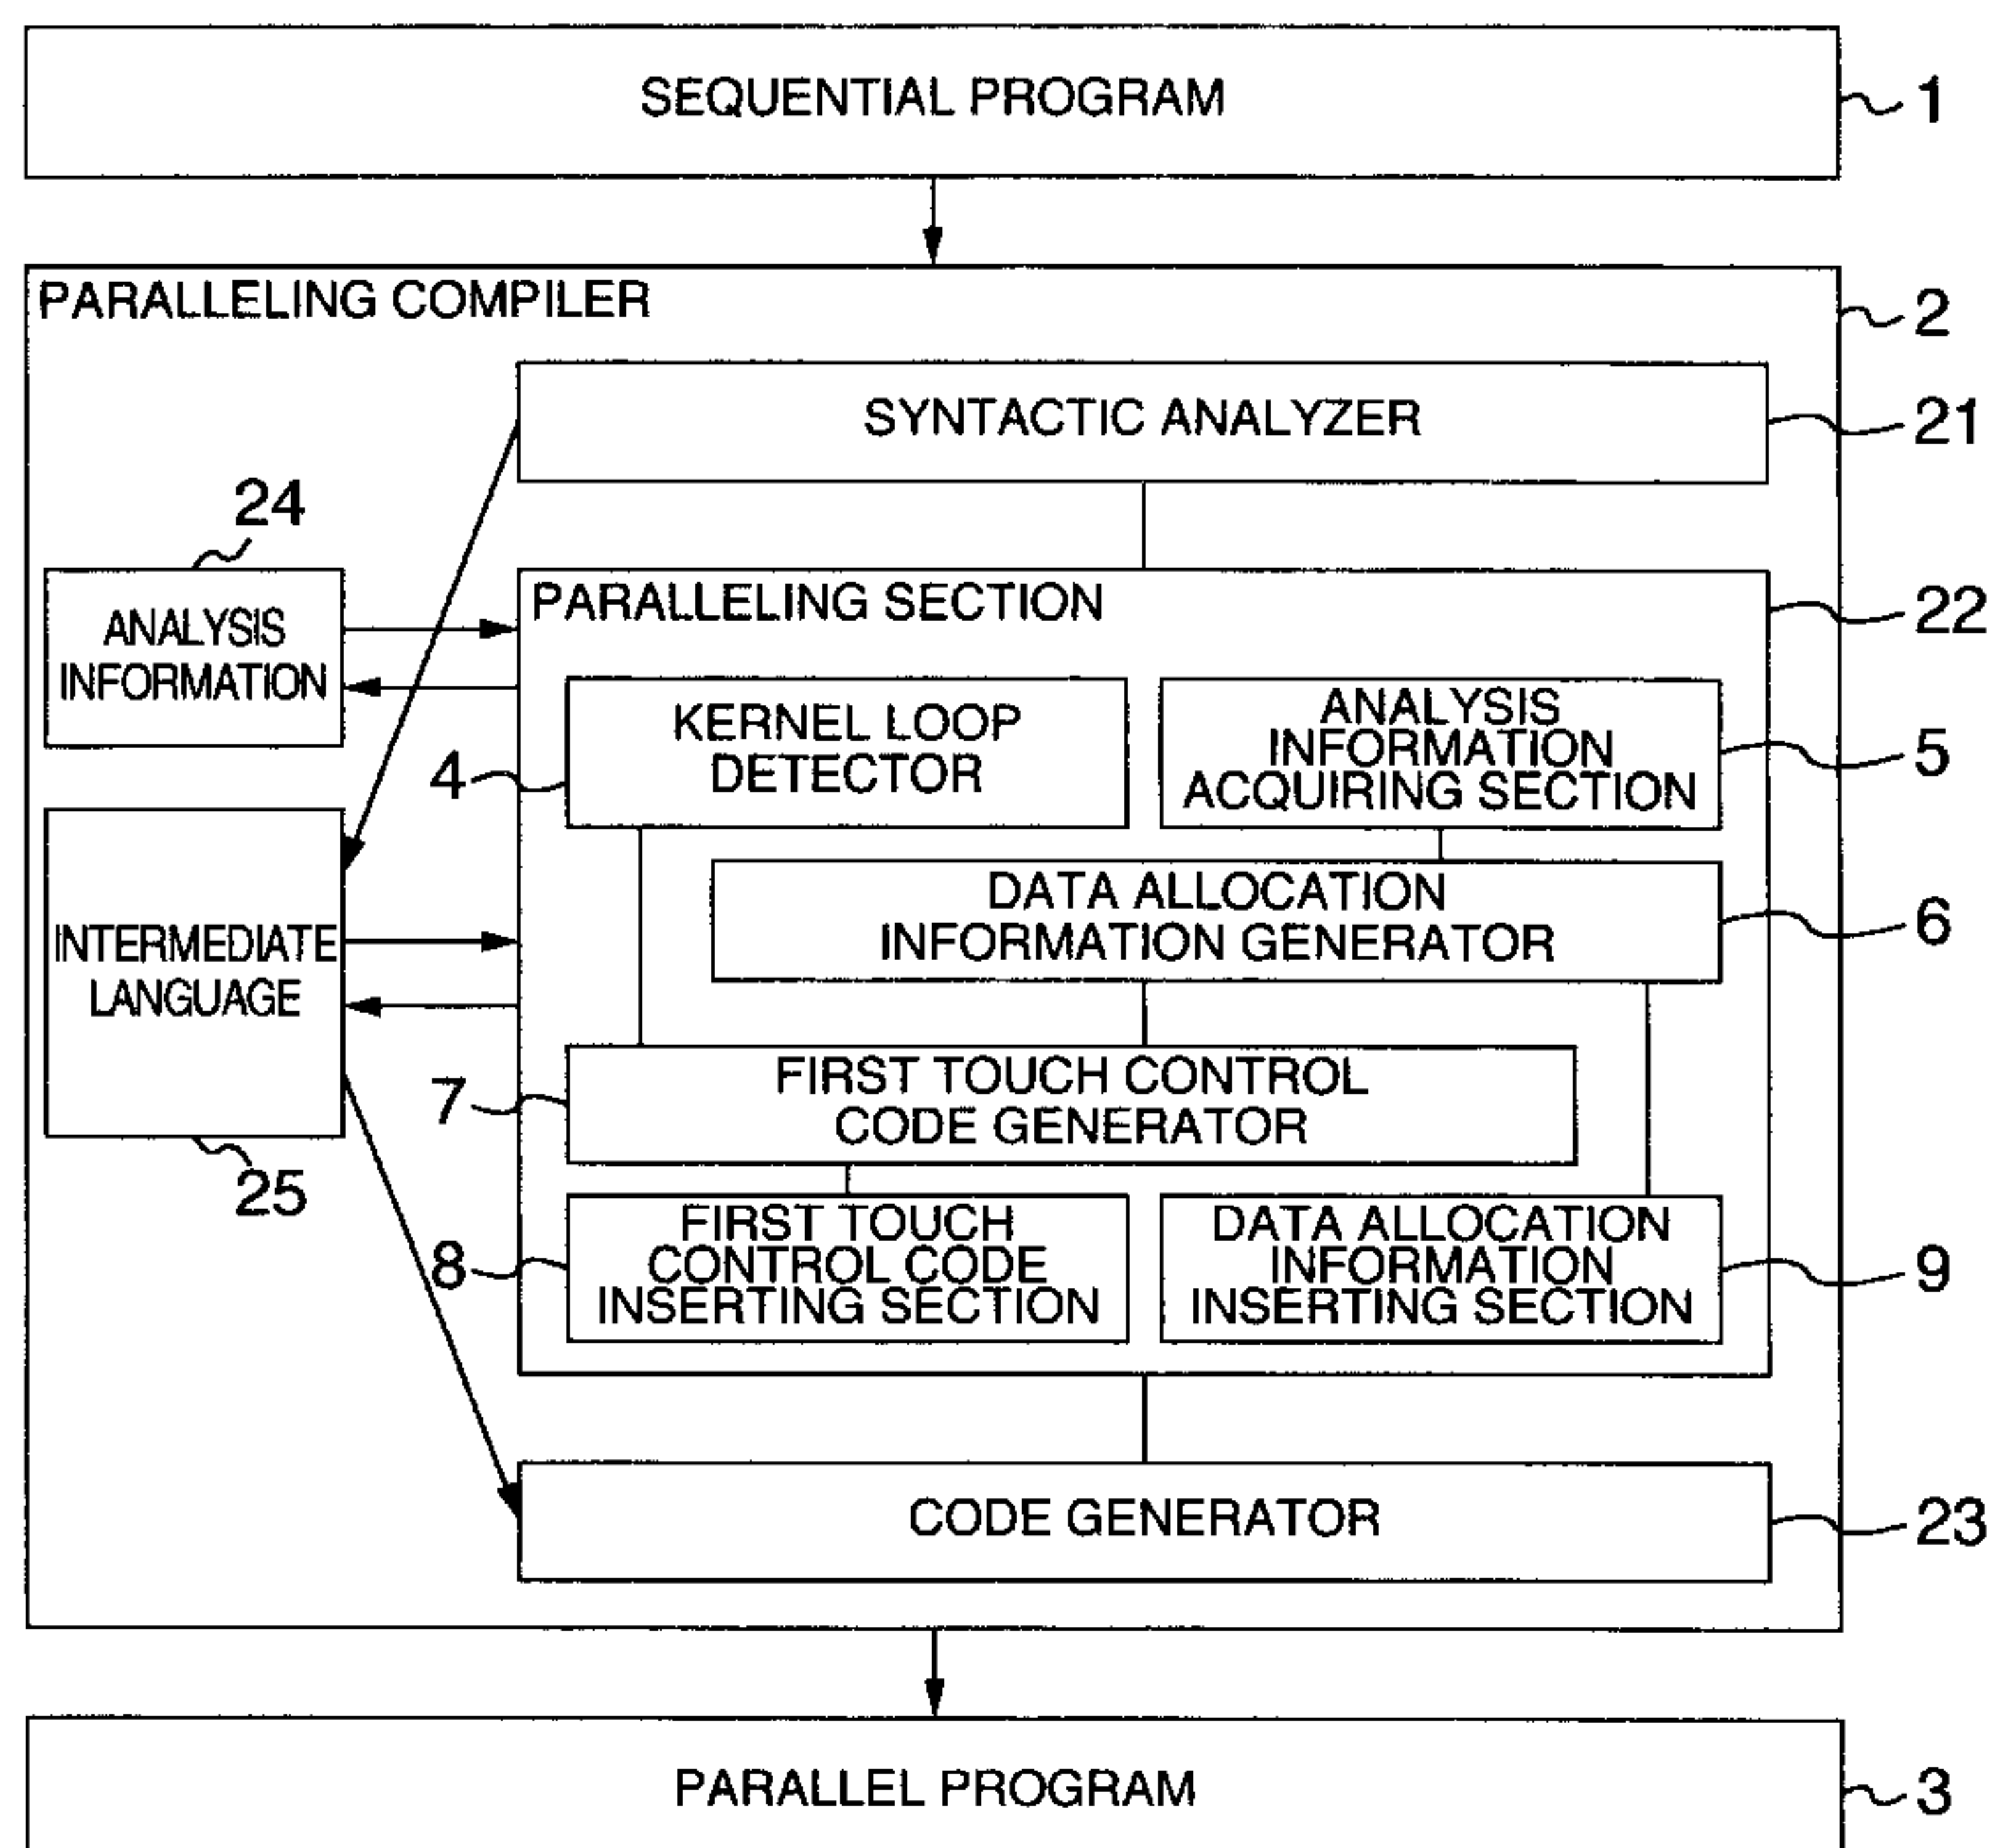 SEQUENTIAL PROGRAM
1
PARALLELING COMPILER
2
SYNTACTIC ANALYZER
21
24
ANALYSIS
INFORMATION
PARALLELING SECTION
22
KERNEL LOOP
DETECTOR
4
ANALYSIS
INFORMATION
ACQUIRING SECTION
5
DATA ALLOCATION
INFORMATION GENERATOR
6
INTERMEDIATE
LANGUAGE
25
FIRST TOUCH CONTROL
CODE GENERATOR
7
FIRST TOUCH
CONTROL CODE
INSERTING SECTION
8
DATA ALLOCATION
INFORMATION
INSERTING SECTION
9
CODE GENERATOR
23
PARALLEL PROGRAM
3